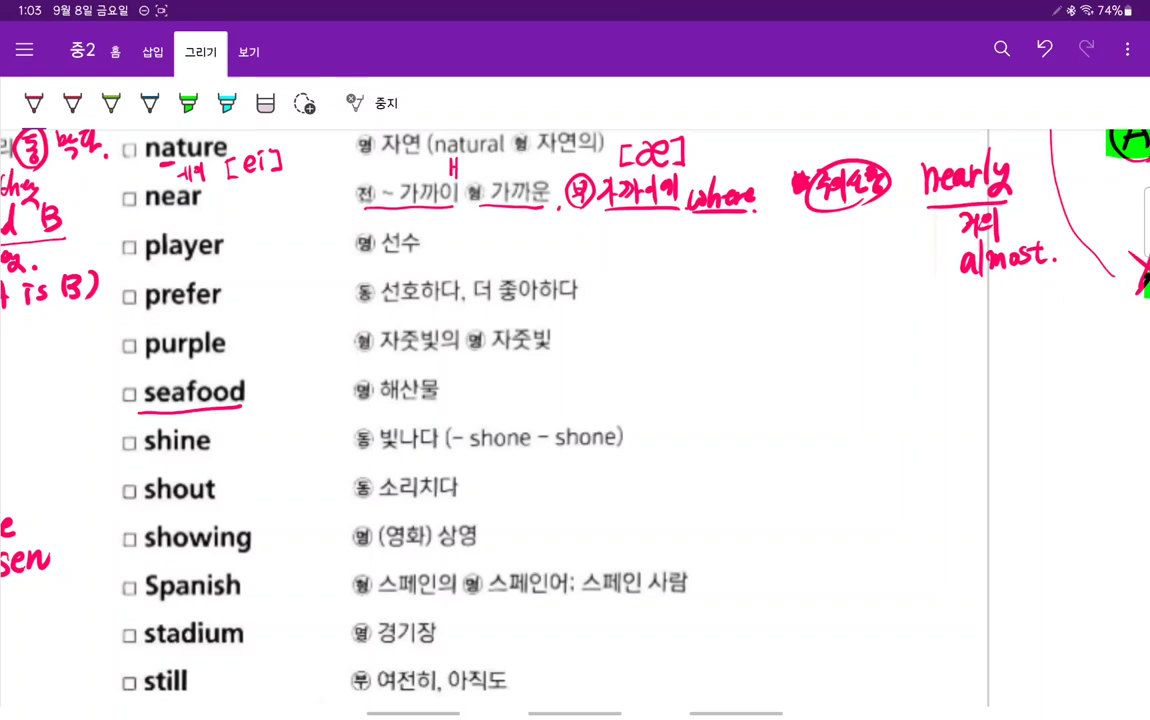 1:03 9월 8일 금요일 74%
중2 홈 삽입 그리기 보기
중지
리 동 박다.
□ nature 명 자연 (natural 형 자연의)
[ei] [æ]
□ near 전 ~ 가까이 형 가까운 . 부 가까이에 where. nearly
d B 거의
almost.
□ player 명 선수
□ prefer 동 선호하다, 더 좋아하다
is B)
□ purple 형 자줏빛의 명 자줏빛
□ seafood 명 해산물
□ shine 동 빛나다 (– shone – shone)
□ shout 동 소리치다
e
□ showing 명 (영화) 상영
sen
□ Spanish 형 스페인의 명 스페인어; 스페인 사람
□ stadium 명 경기장
□ still 부 여전히, 아직도